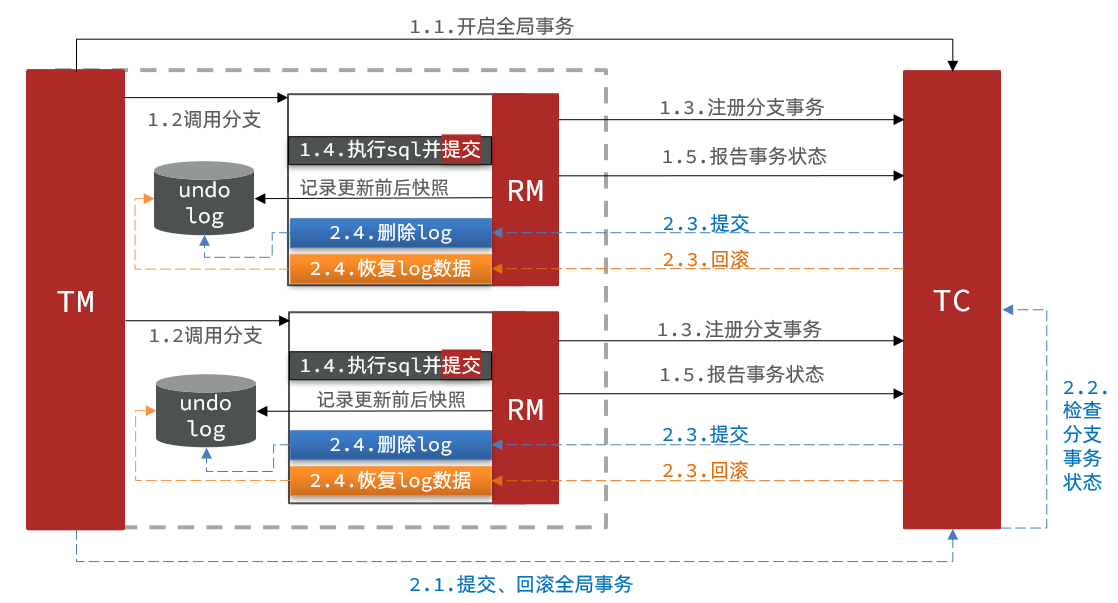 1.1.开启全局事务
TM
1.2调用分支
1.4.执行sql并提交
undo
log
记录更新前后快照
RM
2.4.删除log
2.4.恢复log数据
1.3.注册分支事务
1.5.报告事务状态
2.3.提交
2.3.回滚
1.2调用分支
1.4.执行sql并提交
undo
log
记录更新前后快照
RM
2.4.删除log
2.4.恢复log数据
1.3.注册分支事务
1.5.报告事务状态
2.3.提交
2.3.回滚
TC
2.2.
检查
分支
事务
状态
2.1.提交、回滚全局事务